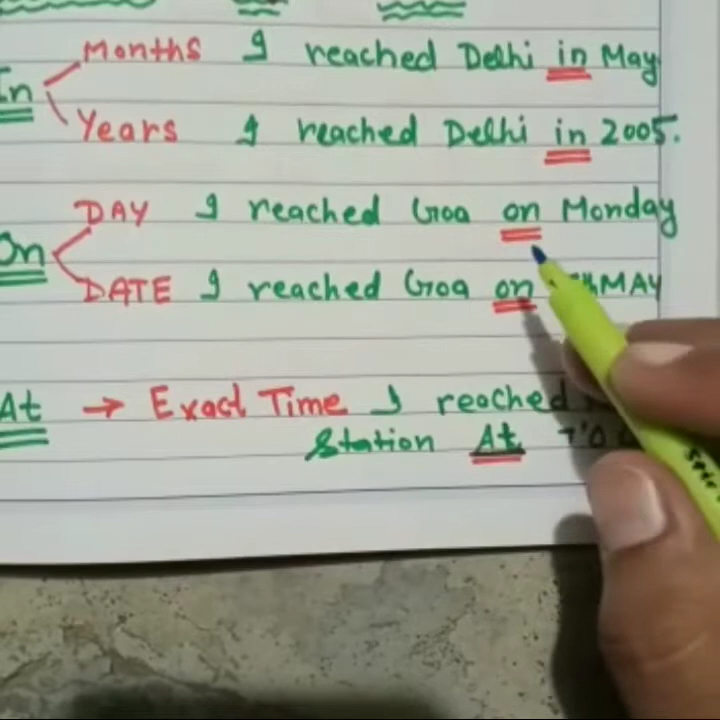 Months I reached Delhi in May
In
Years I reached Delhi in 2005.
DAY I reached Goa on Monday
On
DATE I reached Goa on MAY
At → Exact Time I reached
Station At